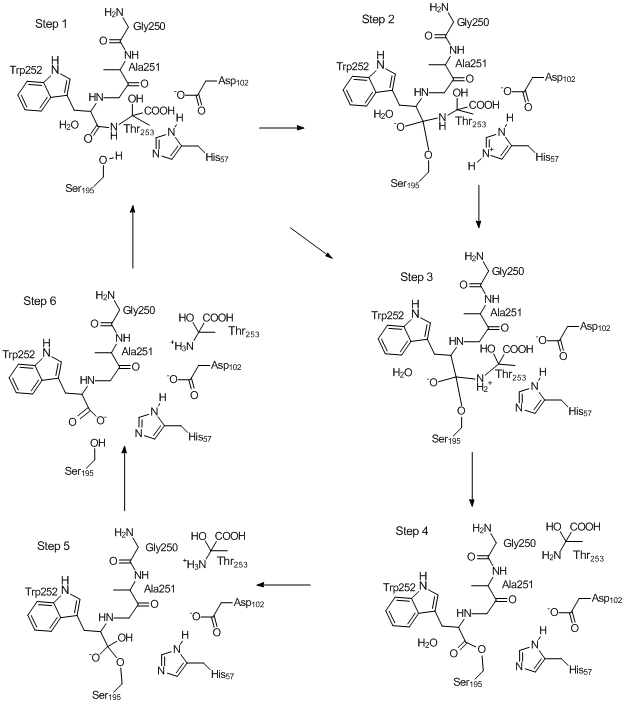 Step 1
H₂N
Gly250
O
NH
Ala251
O
Trp252
H
N
HN
OH
COOH
H₂O
O
N
H
Thr253
⁻O
O
Asp102
H
N
N
His57
O
H
Ser195
Step 2
H₂N
Gly250
O
NH
Ala251
O
Trp252
H
N
HN
OH
COOH
H₂O
⁻O
N
H
Thr253
O
⁻O
O
Asp102
H
N
N
H
+
His57
Ser195
Step 3
H₂N
Gly250
O
NH
Ala251
O
Trp252
H
N
HN
HO
COOH
Thr253
H₂O
⁻O
N
H₂
+
O
⁻O
O
Asp102
H
N
N
His57
Ser195
Step 6
H₂N
Gly250
O
NH
Ala251
O
Trp252
H
N
HN
HO
COOH
⁺H₃N
Thr253
⁻O
O
Asp102
O
O⁻
H
N
N
His57
OH
Ser195
Step 4
H₂N
Gly250
O
NH
Ala251
O
HO
COOH
H₂N
Thr253
Trp252
H
N
HN
H₂O
O
O
⁻O
O
Asp102
H
N
N
His57
Ser195
Step 5
H₂N
Gly250
O
NH
Ala251
O
HO
COOH
⁺H₃N
Thr253
Trp252
H
N
HN
OH
⁻O
O
⁻O
O
Asp102
H
N
N
His57
Ser195